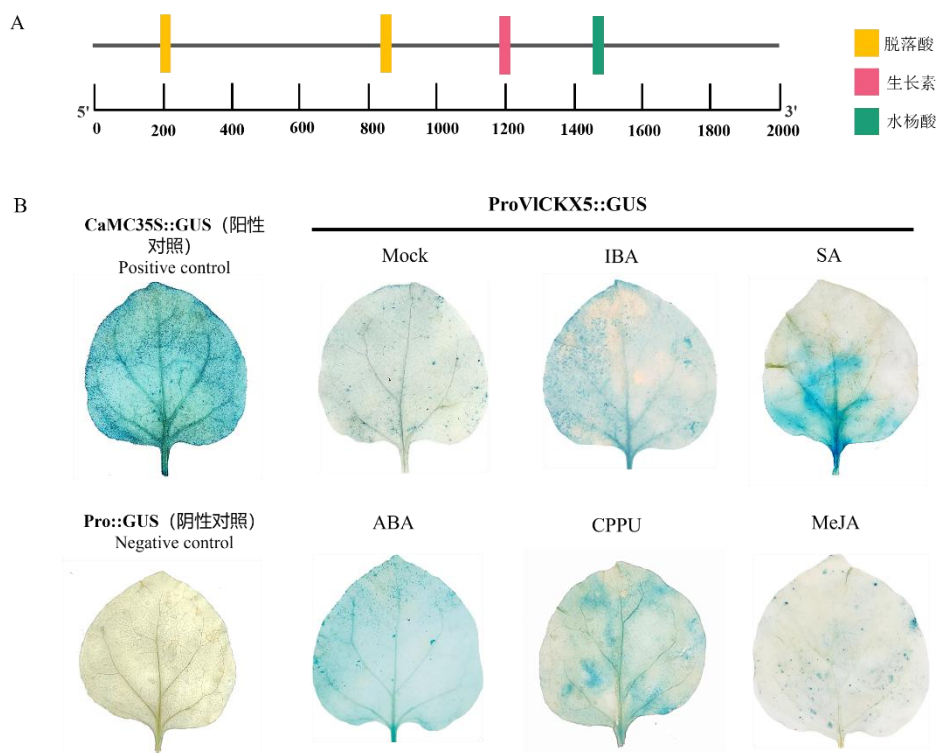 A
脱落酸
生长素
水杨酸
5'
3'
0 200 400 600 800 1000 1200 1400 1600 1800 2000
B
ProVlCKX5::GUS
CaMC35S::GUS（阳性
对照）
Positive control
Mock
IBA
SA
Pro::GUS（阴性对照）
Negative control
ABA
CPPU
MeJA